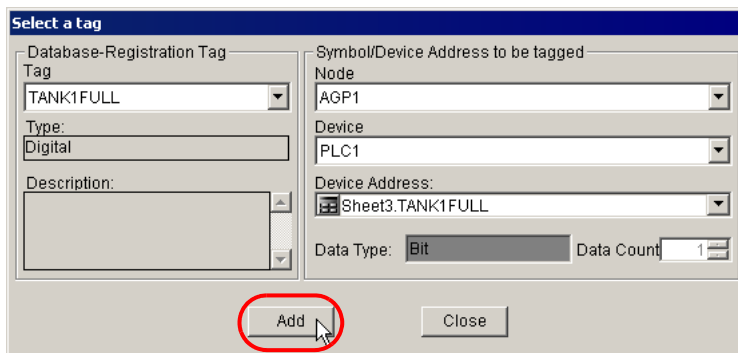 Select a tag
Database-Registration Tag
Tag
TANK1FULL
Type:
Digital
Description:
Symbol/Device Address to be tagged
Node
AGP1
Device
PLC1
Device Address:
Sheet3.TANK1FULL
Data Type: Bit Data Count 1
Add Close